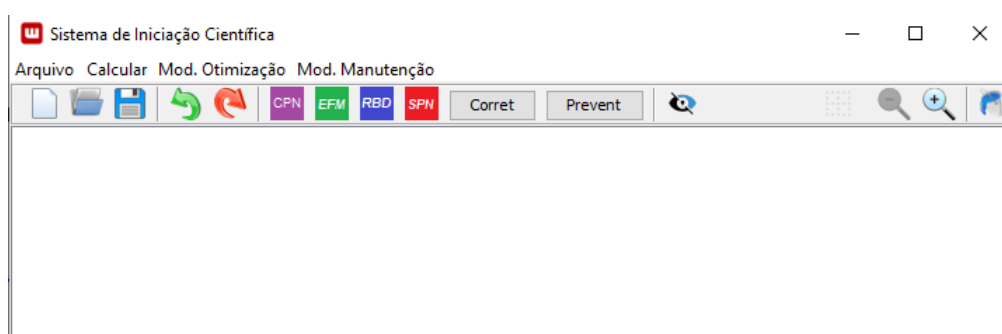 Sistema de Iniciação Científica
Arquivo Calcular Mod. Otimização Mod. Manutenção
CPN EFM RBD SPN Corret Prevent